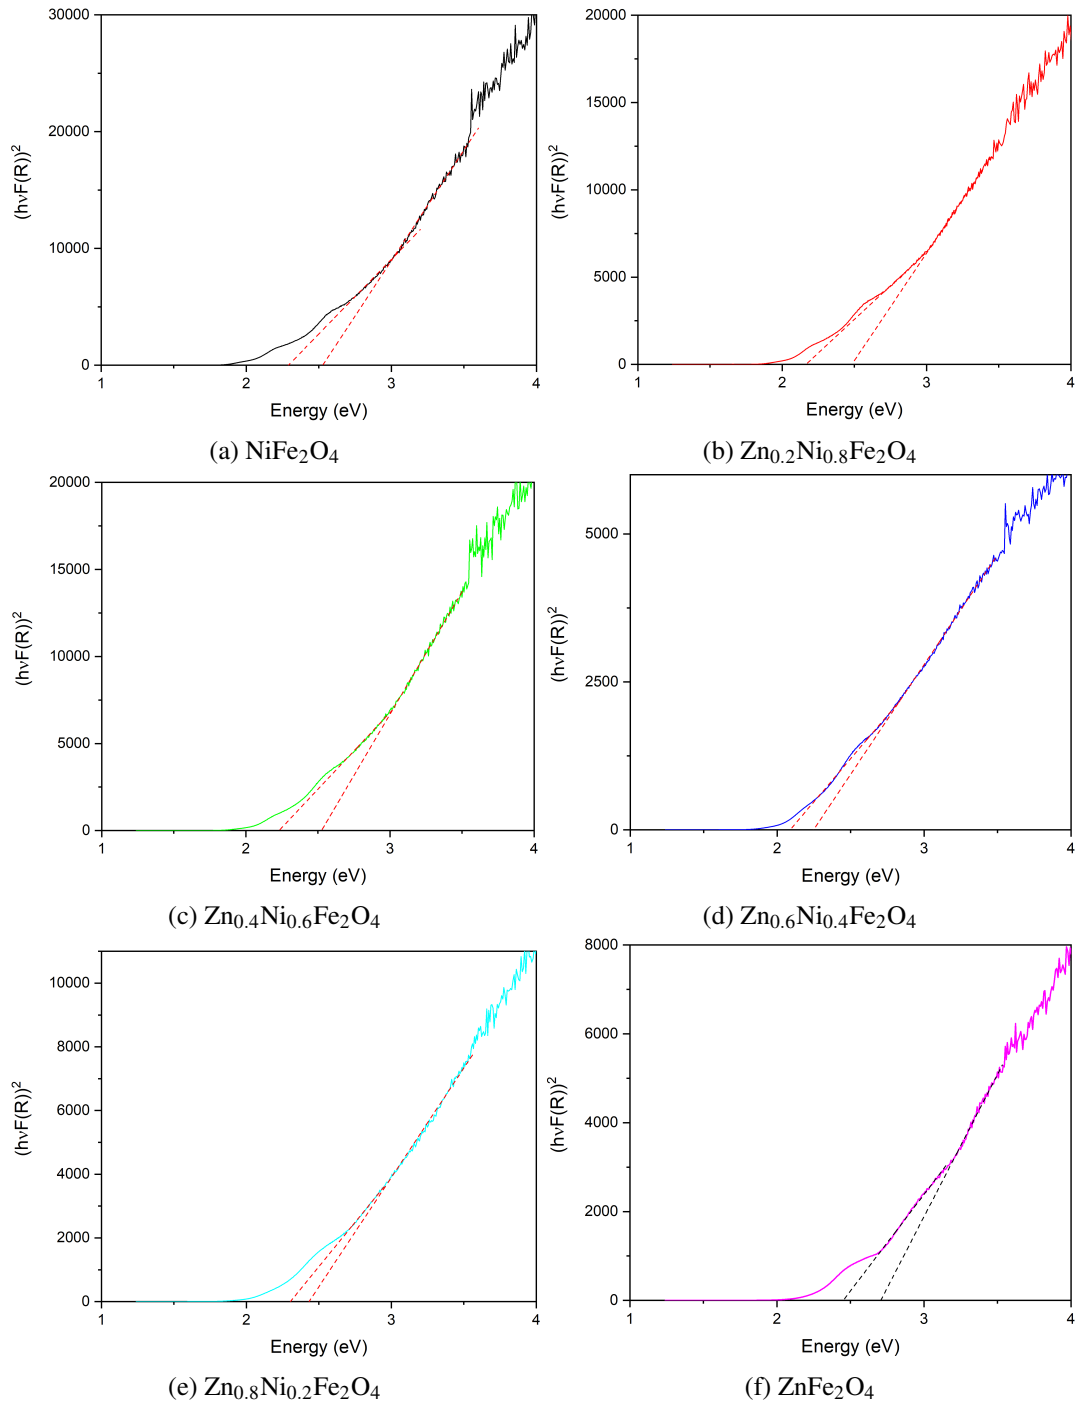 30000
20000
10000
0
(hνF(R))²
1 2 3 4
Energy (eV)
(a) NiFe₂O₄
20000
15000
10000
5000
0
(hνF(R))²
1 2 3 4
Energy (eV)
(b) Zn₀.₂Ni₀.₈Fe₂O₄
20000
15000
10000
5000
0
(hνF(R))²
1 2 3 4
Energy (eV)
(c) Zn₀.₄Ni₀.₆Fe₂O₄
5000
2500
0
(hνF(R))²
1 2 3 4
Energy (eV)
(d) Zn₀.₆Ni₀.₄Fe₂O₄
10000
8000
6000
4000
2000
0
(hνF(R))²
1 2 3 4
Energy (eV)
(e) Zn₀.₈Ni₀.₂Fe₂O₄
8000
6000
4000
2000
0
(hνF(R))²
1 2 3 4
Energy (eV)
(f) ZnFe₂O₄